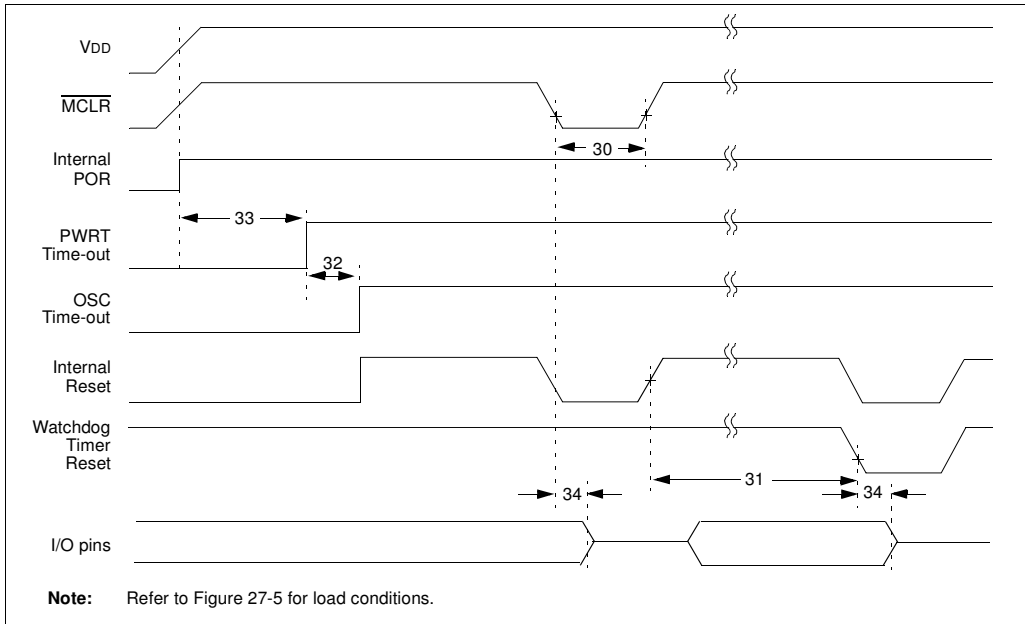 VDD
MCLR
30
Internal
POR
33
PWRT
Time-out
32
OSC
Time-out
Internal
Reset
Watchdog
Timer
Reset
31
34
34
I/O pins
Note: Refer to Figure 27-5 for load conditions.